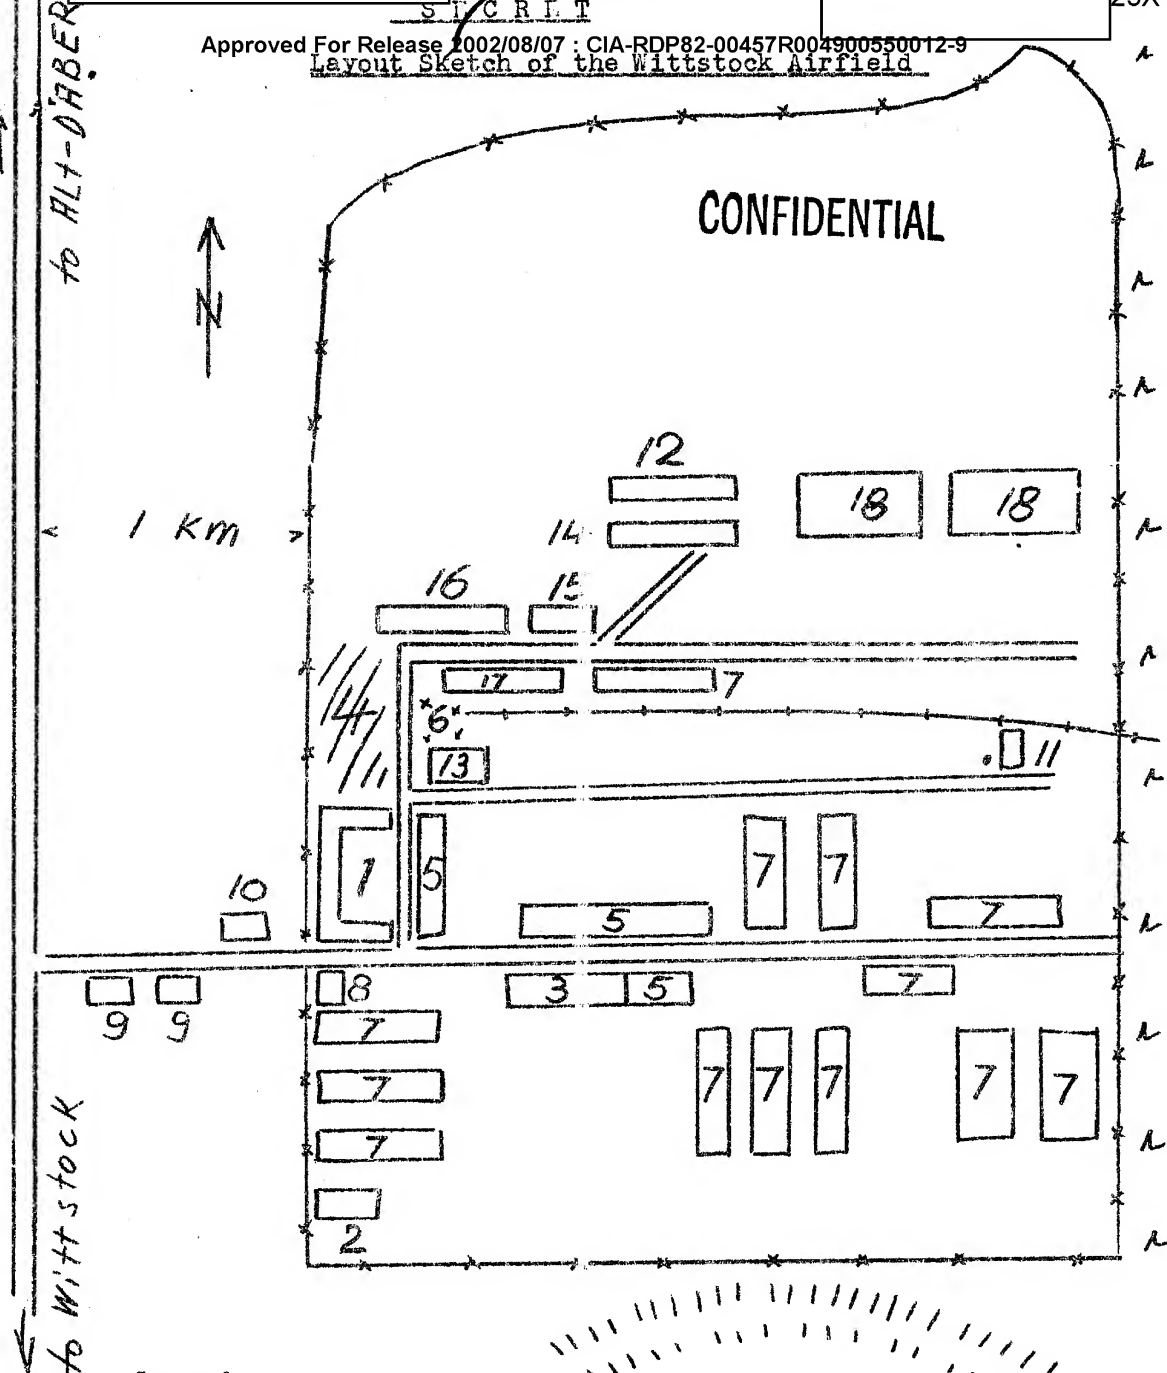 SECRET
Approved For Release 2002/08/07 : CIA-RDP82-00457R004900550012-9
Layout Sketch of the Wittstock Airfield
to ALT-DABER
CONFIDENTIAL
N
12
18 18
1 Km
14
16 15
17 7
4 6
13 11
1 5 7 7
10
5 7
8 3 5 7
9 9
7
7 7 7 7 7 7
7
2
to Wittstock